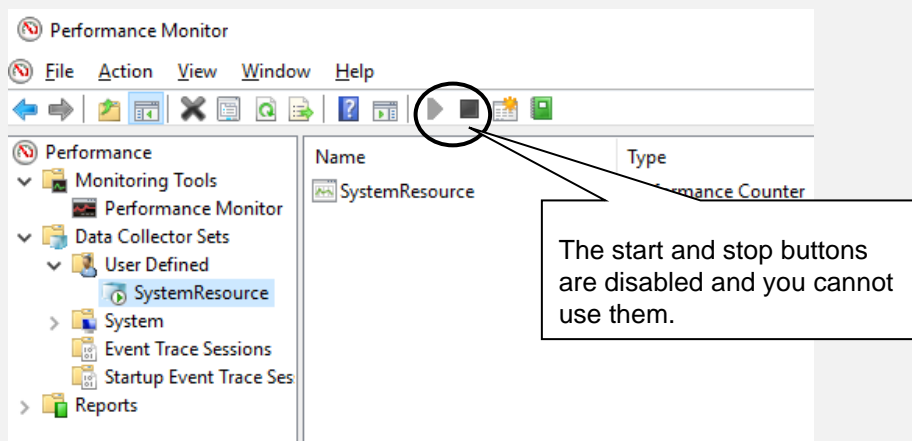 Performance Monitor
File Action View Window Help
Performance
Monitoring Tools
Performance Monitor
Data Collector Sets
User Defined
SystemResource
System
Event Trace Sessions
Startup Event Trace Ses
Reports
Name Type
SystemResource rmance Counter
The start and stop buttons
are disabled and you cannot
use them.